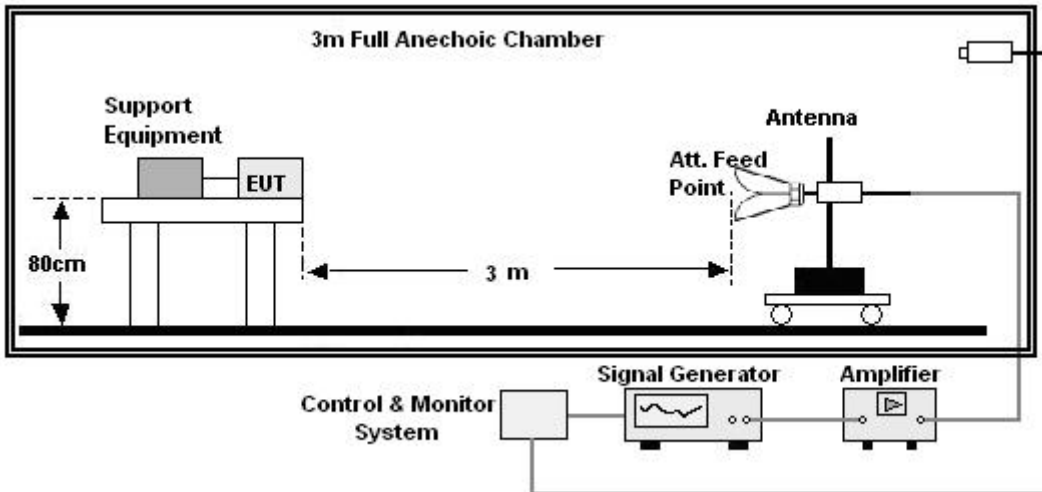 3m Full Anechoic Chamber
Support
Equipment
EUT
80cm
3 m
Antenna
Att. Feed
Point
Signal Generator
Amplifier
Control & Monitor
System